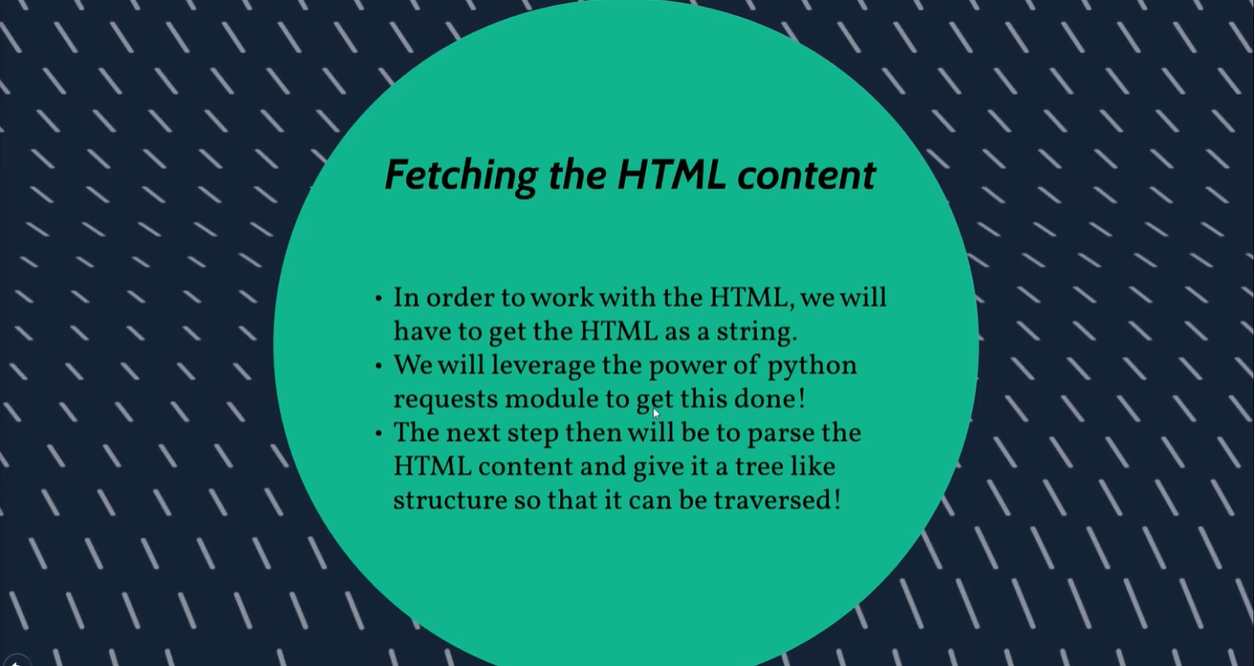 Fetching the HTML content
• In order to work with the HTML, we will
have to get the HTML as a string.
• We will leverage the power of python
requests module to get this done!
• The next step then will be to parse the
HTML content and give it a tree like
structure so that it can be traversed!